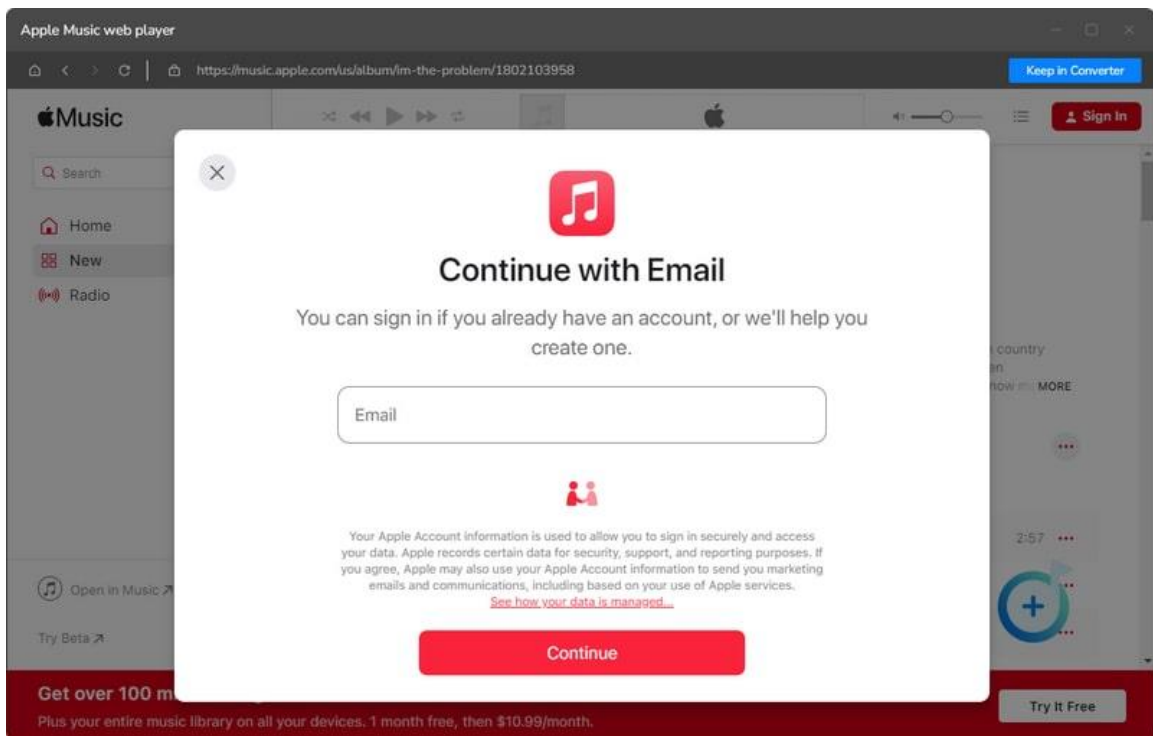 Apple Music web player
https://music.apple.com/us/album/im-the-problem/1802103958
Keep in Converter
Music
Sign In
Search
Home
New
Radio
Continue with Email
You can sign in if you already have an account, or we'll help you
create one.
Email
country
MORE
Your Apple Account information is used to allow you to sign in securely and access
your data. Apple records certain data for security, support, and reporting purposes. If
you agree, Apple may also use your Apple Account information to send you marketing
emails and communications, including based on your use of Apple services.
See how your data is managed...
2:57
Open in Music
Try Beta
Continue
Get over 100 m
Plus your entire music library on all your devices. 1 month free, then $10.99/month.
Try It Free